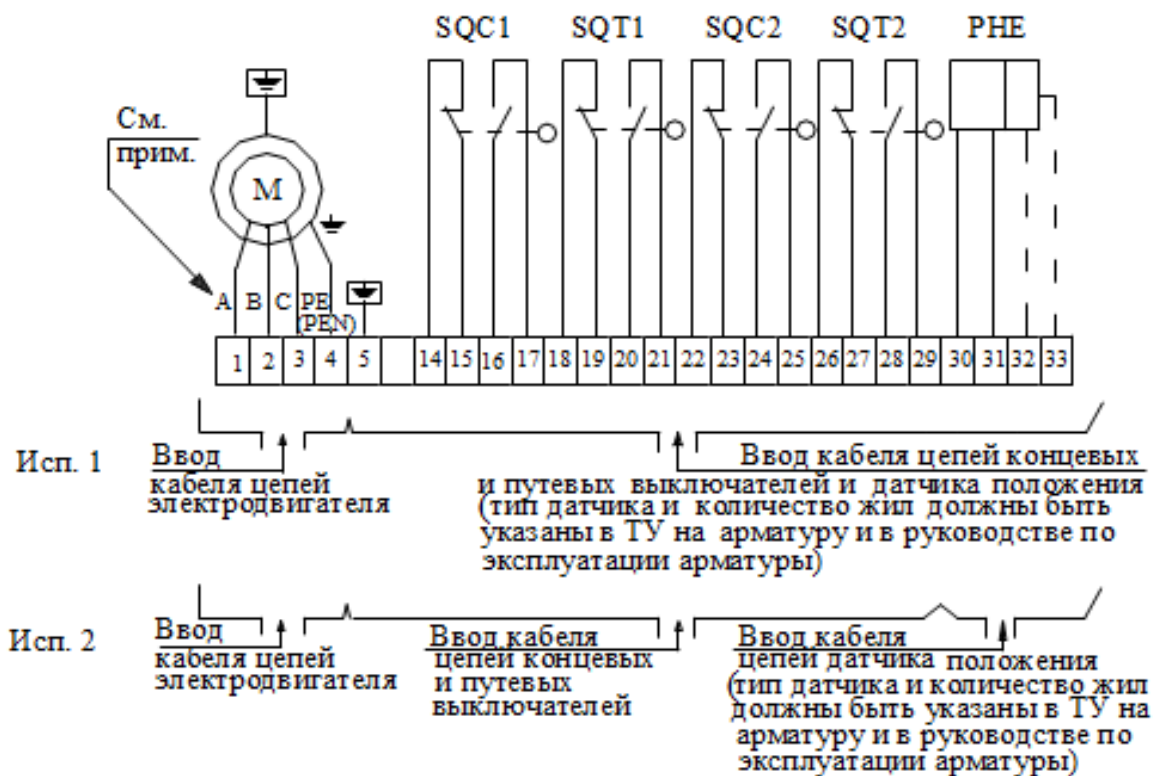 SQC1 SQT1 SQC2 SQT2 PHE
См.
прим.
М
А В С РЕ
(PEN)
1 2 3 4 5 14 15 16 17 18 19 20 21 22 23 24 25 26 27 28 29 30 31 32 33
Исп. 1
Ввод
кабеля цепей
электродвигателя
Ввод кабеля цепей концевых
и путевых выключателей и датчика положения
(тип датчика и количество жил должны быть
указаны в ТУ на арматуру и в руководстве по
эксплуатации арматуры)
Исп. 2
Ввод
кабеля цепей
электродвигателя
Ввод кабеля
цепей концевых
и путевых
выключателей
Ввод кабеля
цепей датчика положения
(тип датчика и количество жил
должны быть указаны в ТУ на
арматуру и в руководстве по
эксплуатации арматуры)